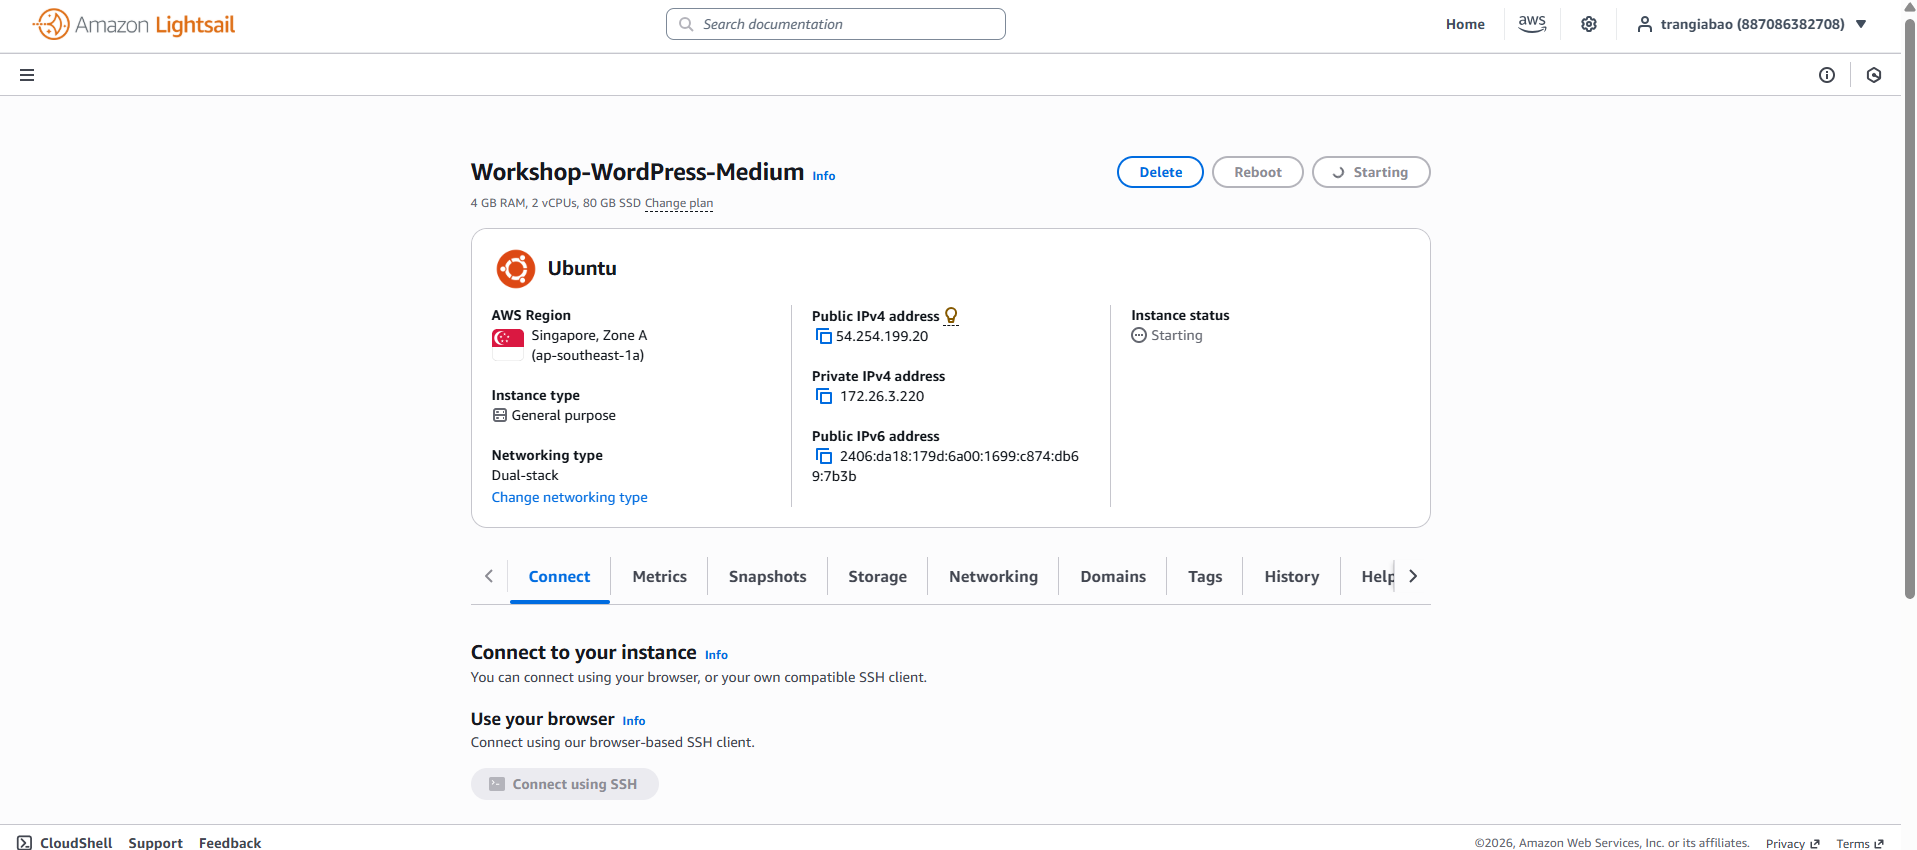 Amazon Lightsail
Search documentation
Home
aws
trangiabao (887086382708)
Workshop-WordPress-Medium Info
Delete
Reboot
Starting
4 GB RAM, 2 vCPUs, 80 GB SSD Change plan
Ubuntu
AWS Region
Singapore, Zone A
(ap-southeast-1a)
Instance type
General purpose
Networking type
Dual-stack
Change networking type
Public IPv4 address
54.254.199.20
Private IPv4 address
172.26.3.220
Public IPv6 address
2406:da18:179d:6a00:1699:c874:db6
9:7b3b
Instance status
Starting
Connect
Metrics
Snapshots
Storage
Networking
Domains
Tags
History
Help
Connect to your instance Info
You can connect using your browser, or your own compatible SSH client.
Use your browser Info
Connect using our browser-based SSH client.
Connect using SSH
CloudShell Support Feedback
©2026, Amazon Web Services, Inc. or its affiliates. Privacy Terms